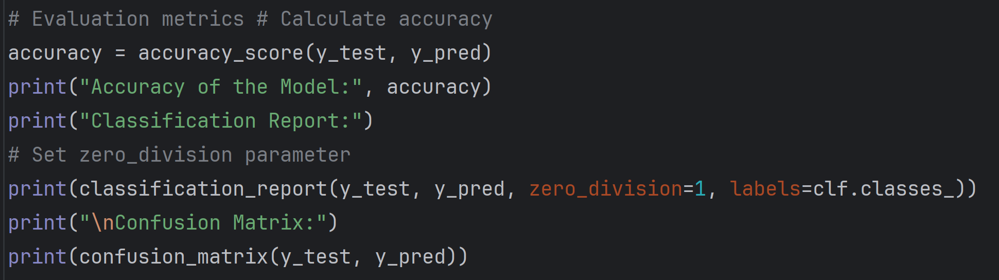 # Evaluation metrics # Calculate accuracy
accuracy = accuracy_score(y_test, y_pred)
print("Accuracy of the Model:", accuracy)
print("Classification Report:")
# Set zero_division parameter
print(classification_report(y_test, y_pred, zero_division=1, labels=clf.classes_))
print("\nConfusion Matrix:")
print(confusion_matrix(y_test, y_pred))